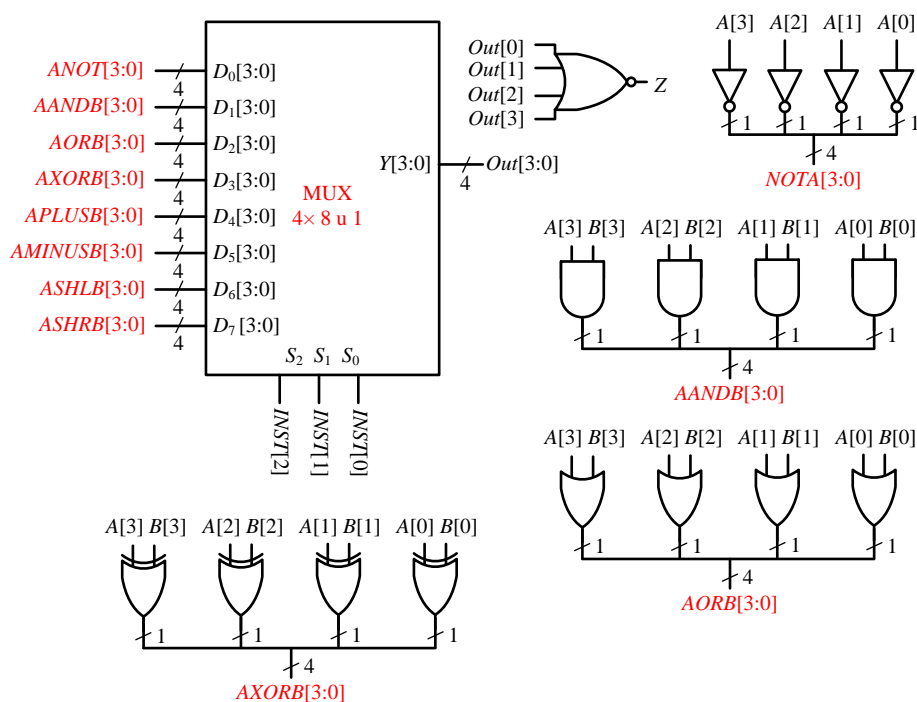 ANOT[3:0] 4 D0[3:0]
AANDB[3:0] 4 D1[3:0]
AORB[3:0] 4 D2[3:0]
AXORB[3:0] 4 D3[3:0]
APLUSB[3:0] 4 D4[3:0]
AMINUSB[3:0] 4 D5[3:0]
ASHLB[3:0] 4 D6[3:0]
ASHRB[3:0] 4 D7[3:0]
MUX
4× 8 u 1
Y[3:0] 4 Out[3:0]
S2 S1 S0
INST[2] INST[1] INST[0]
Out[0]
Out[1]
Out[2]
Out[3]
Z
A[3] A[2] A[1] A[0]
1 1 1 1
4
NOTA[3:0]
A[3] B[3] A[2] B[2] A[1] B[1] A[0] B[0]
1 1 1 1
4
AANDB[3:0]
A[3] B[3] A[2] B[2] A[1] B[1] A[0] B[0]
1 1 1 1
4
AORB[3:0]
A[3] B[3] A[2] B[2] A[1] B[1] A[0] B[0]
1 1 1 1
4
AXORB[3:0]